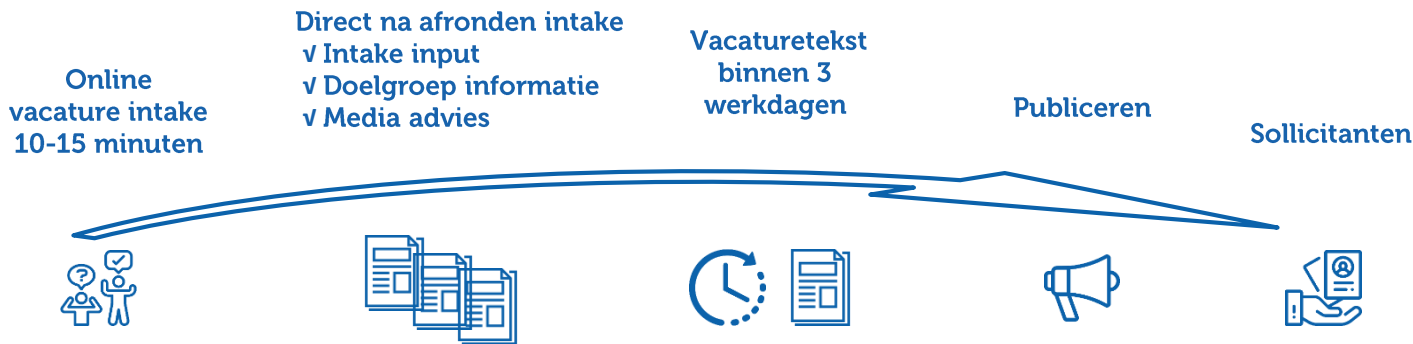 Online
vacature intake
10-15 minuten
Direct na afronden intake
√ Intake input
√ Doelgroep informatie
√ Media advies
Vacaturetekst
binnen 3
werkdagen
Publiceren
Sollicitanten